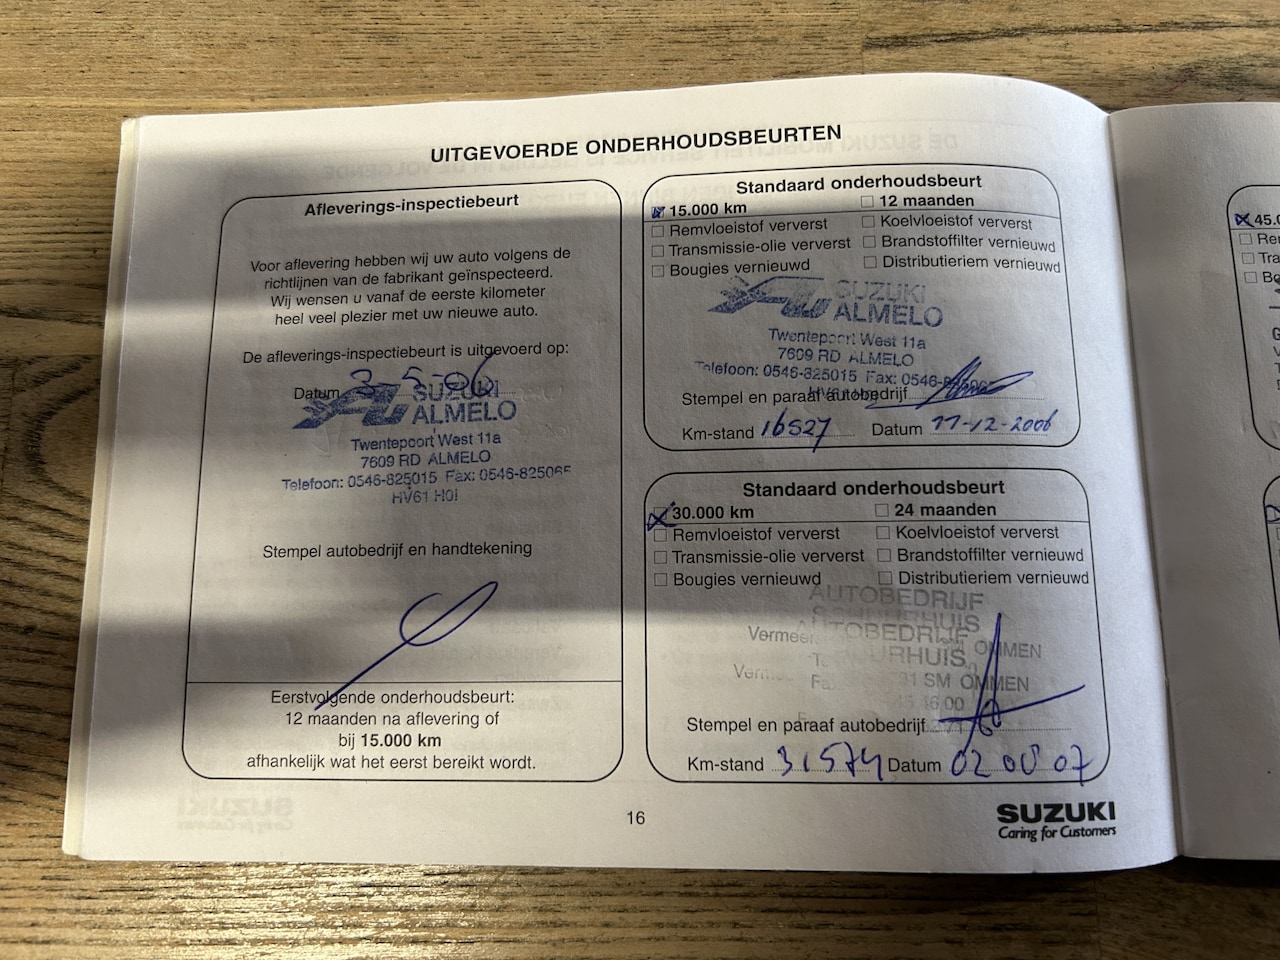 UITGEVOERDE ONDERHOUDSBEURTEN
Afleverings-inspectiebeurt
Voor aflevering hebben wij uw auto volgens de
richtlijnen van de fabrikant geïnspecteerd.
Wij wensen u vanaf de eerste kilometer
heel veel plezier met uw nieuwe auto.
De afleverings-inspectiebeurt is uitgevoerd op:
Datum 3-5-06
SUZUKI
ALMELO
Twentepoort West 11a
7609 RD ALMELO
Telefoon: 0546-825015 Fax: 0546-825065
Stempel autobedrijf en handtekening
Eerstvolgende onderhoudsbeurt:
12 maanden na aflevering of
bij 15.000 km
afhankelijk wat het eerst bereikt wordt.
Standaard onderhoudsbeurt
15.000 km 12 maanden
Remvloeistof ververst Koelvloeistof ververst
Transmissie-olie ververst Brandstoffilter vernieuwd
Bougies vernieuwd Distributieriem vernieuwd
SUZUKI
ALMELO
Twentepoort West 11a
7609 RD ALMELO
Telefoon: 0546-825015 Fax: 0546-825065
Stempel en paraaf autobedrijf
Km-stand 16527 Datum 11-12-2006
Standaard onderhoudsbeurt
30.000 km 24 maanden
Remvloeistof ververst Koelvloeistof ververst
Transmissie-olie ververst Brandstoffilter vernieuwd
Bougies vernieuwd Distributieriem vernieuwd
AUTOBEDRIJF
AUTOBEDRIJF
OMMEN
SM OMMEN
Stempel en paraaf autobedrijf
Km-stand 31574 Datum 02 08 07
16
SUZUKI
Caring for Customers